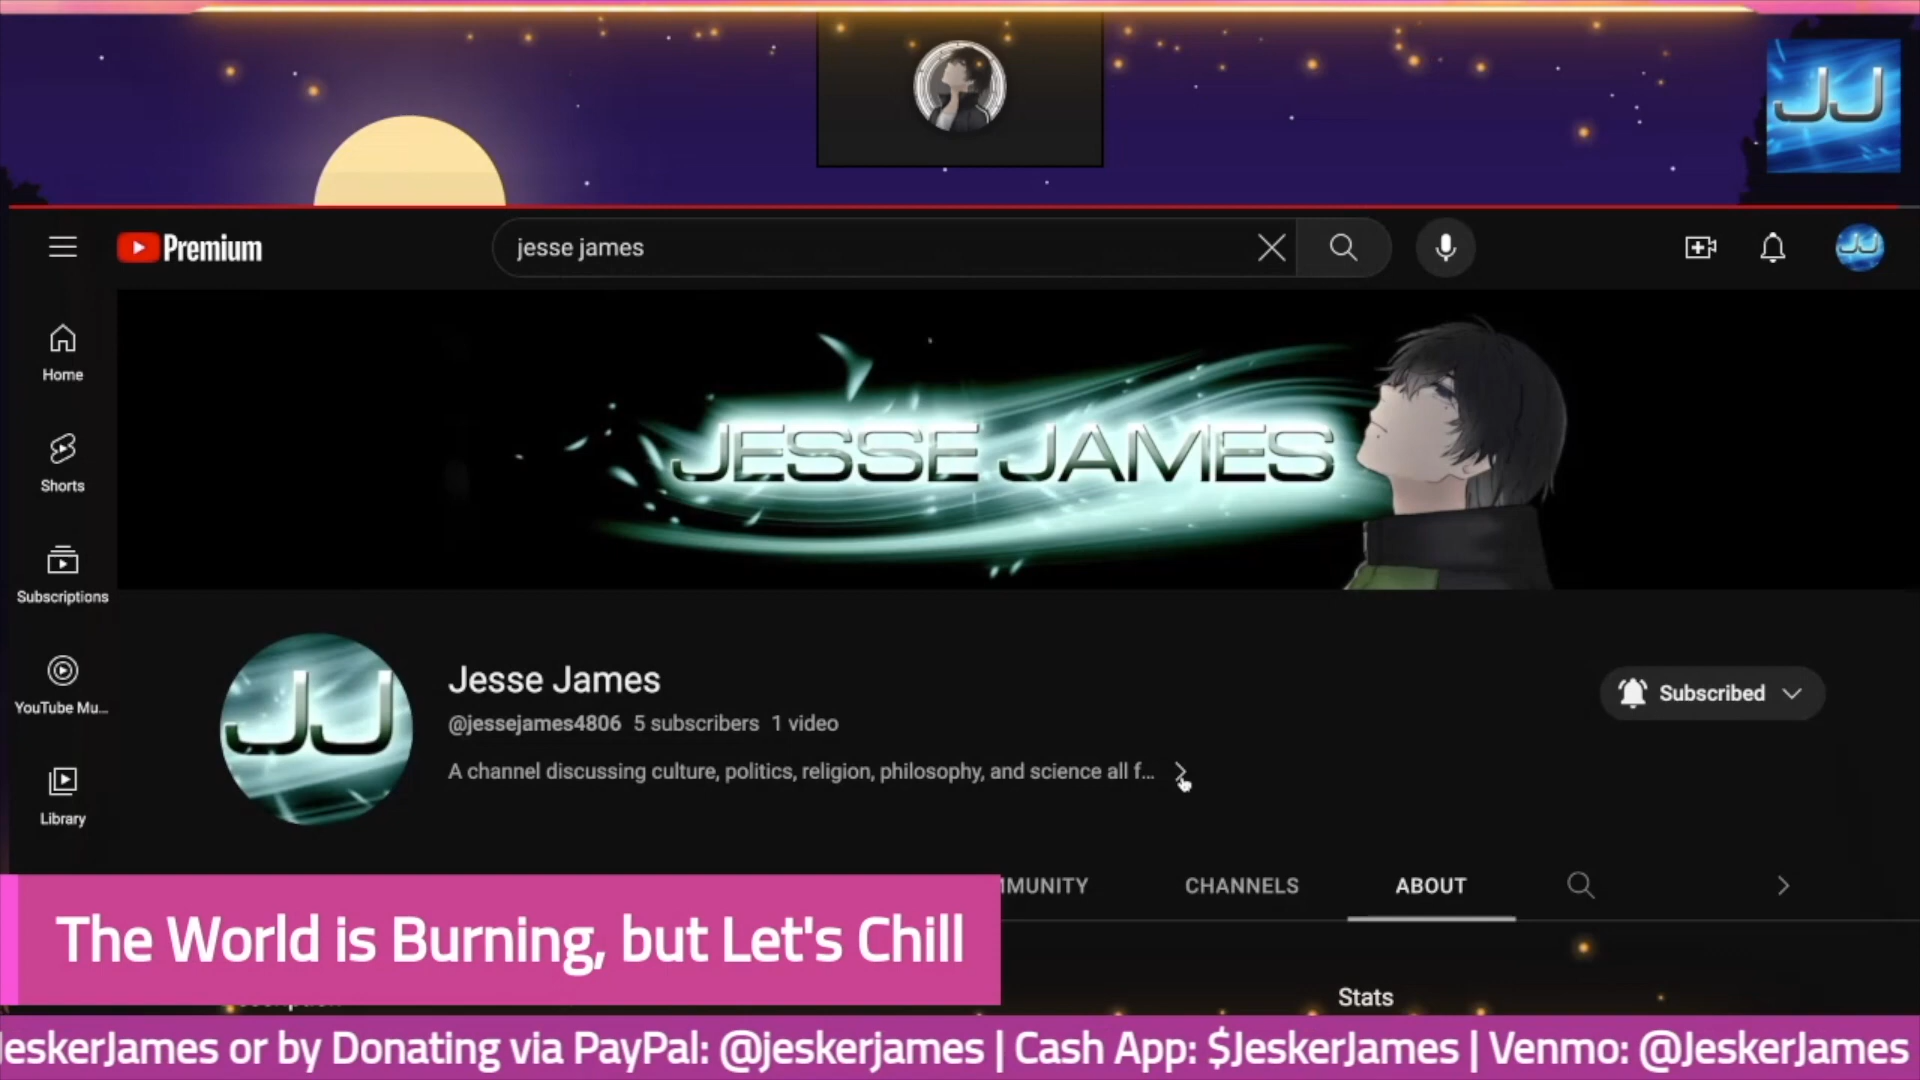 JJ
Premium
jesse james
JJ
Home
Shorts
Subscriptions
YouTube Mu...
Library
JESSE JAMES
JJ
Jesse James
@jessejames4806 5 subscribers 1 video
A channel discussing culture, politics, religion, philosophy, and science all f...
Subscribed
MMUNITY CHANNELS ABOUT
The World is Burning, but Let's Chill
Stats
eskerJames or by Donating via PayPal: @jeskerjames | Cash App: $JeskerJames | Venmo: @JeskerJames